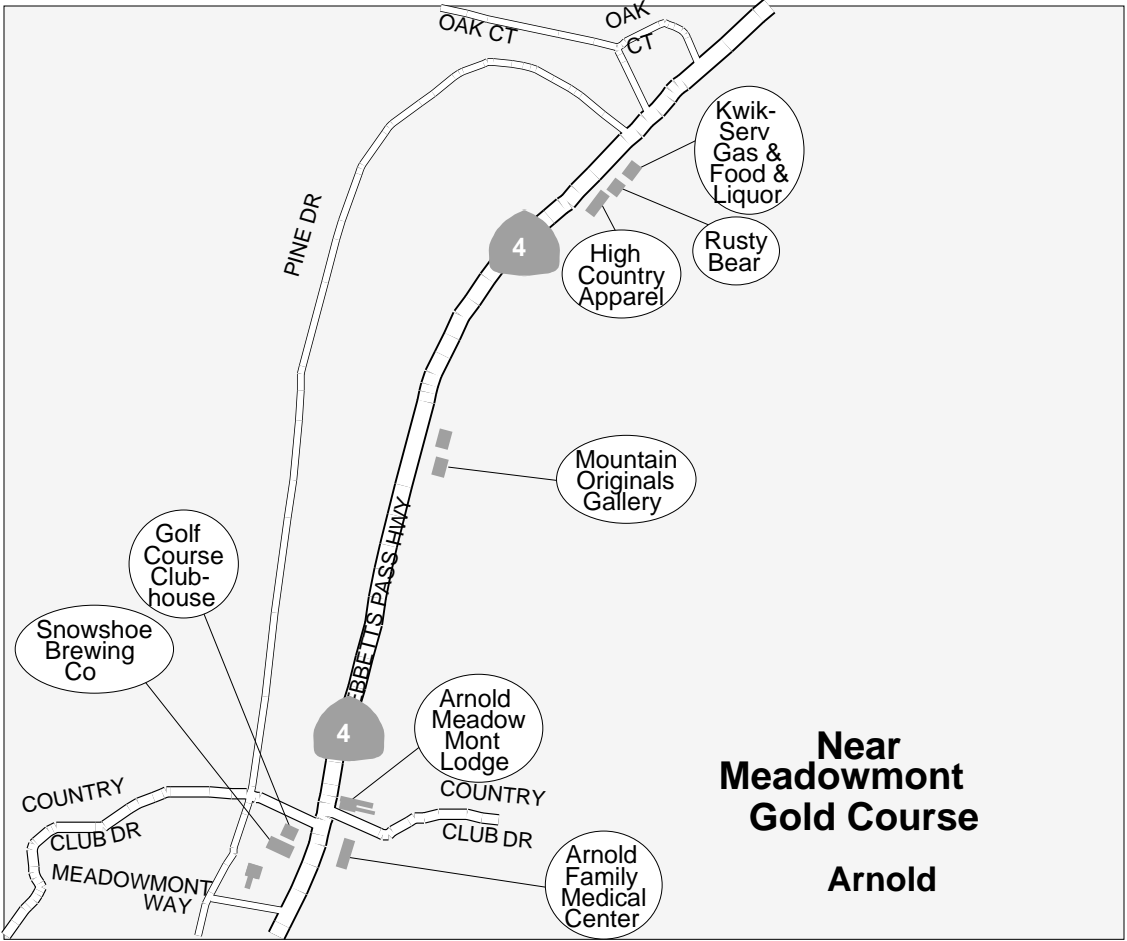 OAK CT
OAK
CT
Kwik-
Serv
Gas &
Food &
Liquor
PINE DR
Rusty
Bear
4
High
Country
Apparel
Mountain
Originals
Gallery
EBBETTS PASS HWY
Golf
Course
Club-
house
Snowshoe
Brewing
Co
Arnold
Meadow
Mont
Lodge
4
Near
Meadowmont
Gold Course
Arnold
COUNTRY
CLUB DR
COUNTRY
CLUB DR
MEADOWMONT
WAY
Arnold
Family
Medical
Center